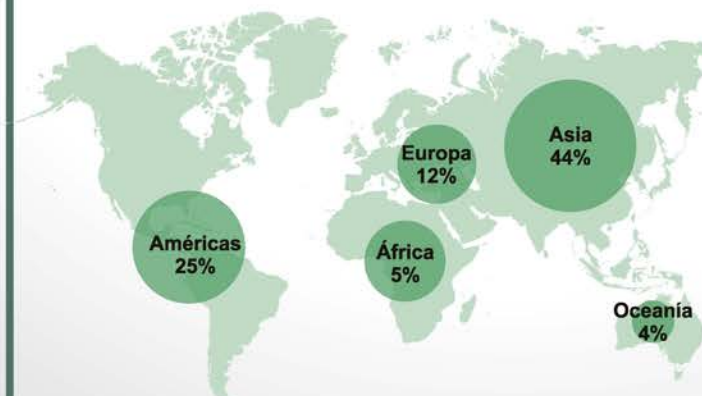 Asia
44%
Europa
12%
Américas
25%
África
5%
Oceanía
4%